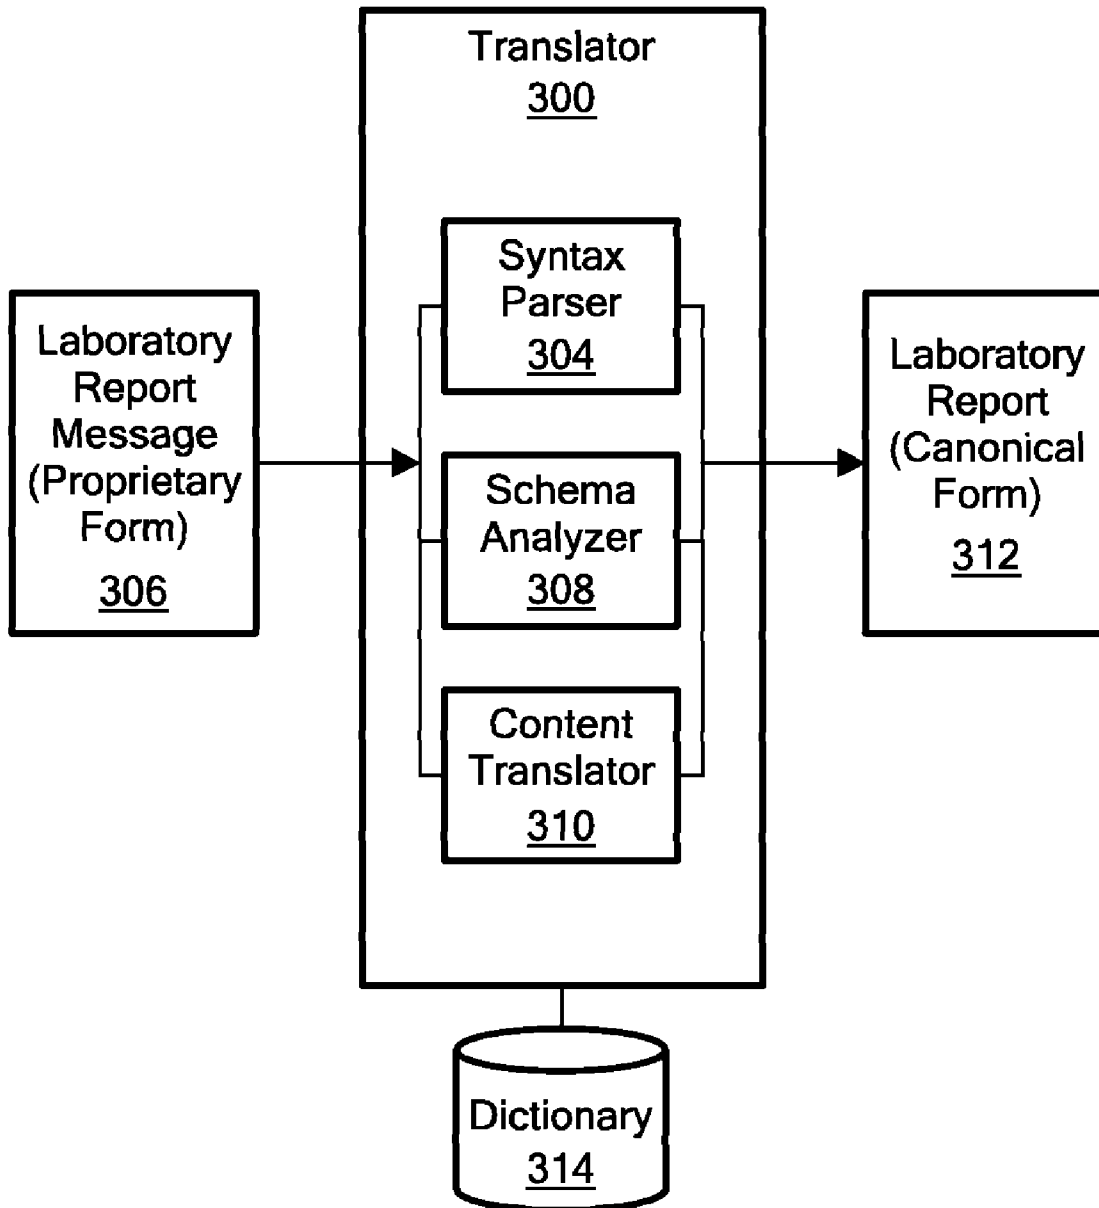 Translator
300
Syntax
Parser
304
Laboratory
Report
Message
(Proprietary
Form)
306
Schema
Analyzer
308
Content
Translator
310
Laboratory
Report
(Canonical
Form)
312
Dictionary
314